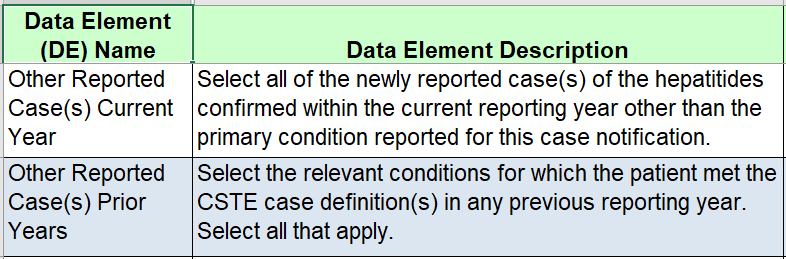 Data Element
(DE) Name
Data Element Description
Other Reported
Case(s) Current
Year
Select all of the newly reported case(s) of the hepatitides
confirmed within the current reporting year other than the
primary condition reported for this case notification.
Other Reported
Case(s) Prior
Years
Select the relevant conditions for which the patient met the
CSTE case definition(s) in any previous reporting year.
Select all that apply.